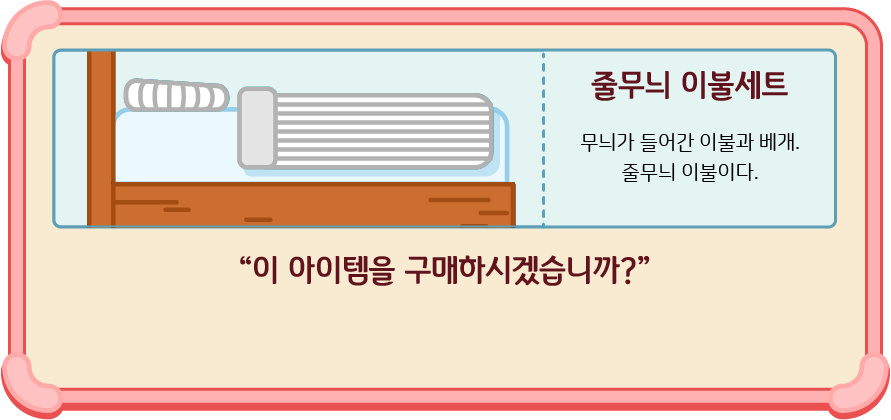 줄무늬 이불세트
무늬가 들어간 이불과 베개.
줄무늬 이불이다.
“이 아이템을 구매하시겠습니까?”